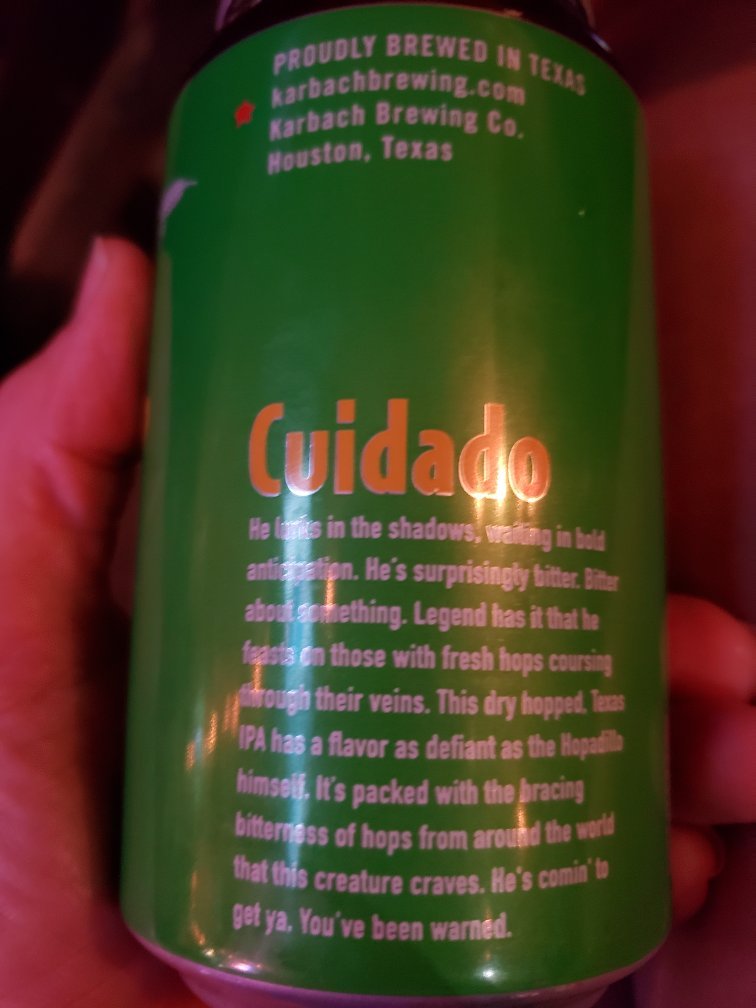 PROUDLY BREWED IN TEXAS
karbachbrewing.com
Karbach Brewing Co.
Houston, Texas
Cuidado
He lurks in the shadows, waiting in bold
anticipation. He's surprisingly bitter. Bitter
about something. Legend has it that he
feasts on those with fresh hops coursing
through their veins. This dry hopped, Texas
IPA has a flavor as defiant as the Hopadillo
himself. It's packed with the bracing
bitterness of hops from around the world
that this creature craves. He's comin' to
get ya. You've been warned.